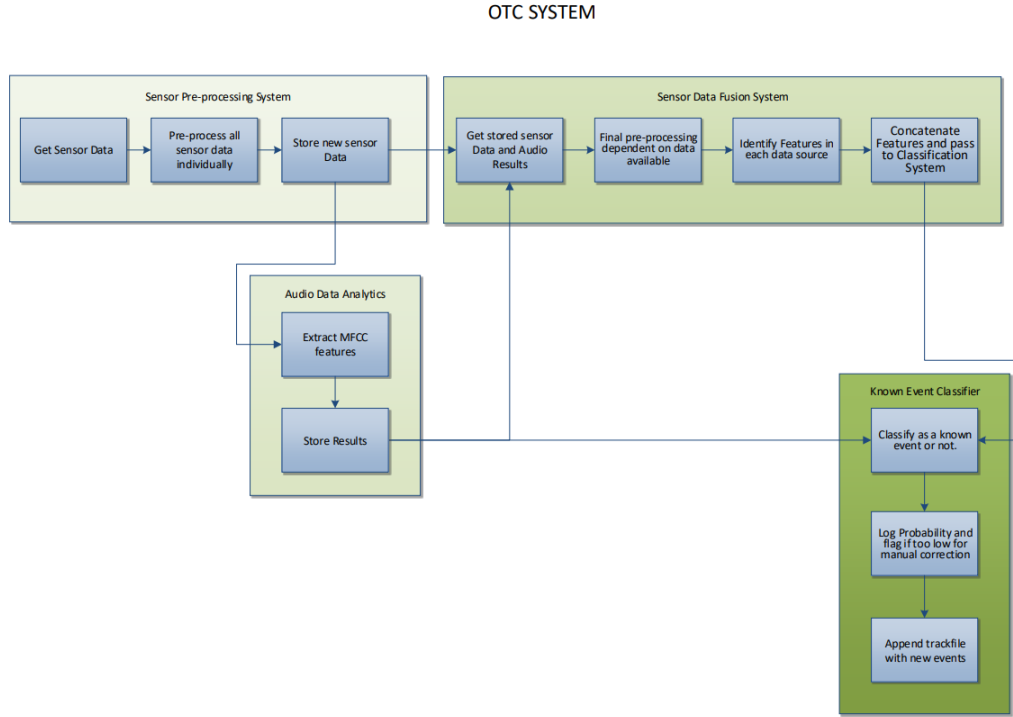 OTC SYSTEM
Sensor Pre-processing System
Get Sensor Data
Pre-process all
sensor data
individually
Store new sensor
Data
Sensor Data Fusion System
Get stored sensor
Data and Audio
Results
Final pre-processing
dependent on data
available
Identify Features in
each data source
Concatenate
Features and pass
to Classification
System
Audio Data Analytics
Extract MFCC
features
Store Results
Known Event Classifier
Classify as a known
event or not.
Log Probability and
flag if too low for
manual correction
Append trackfile
with new events